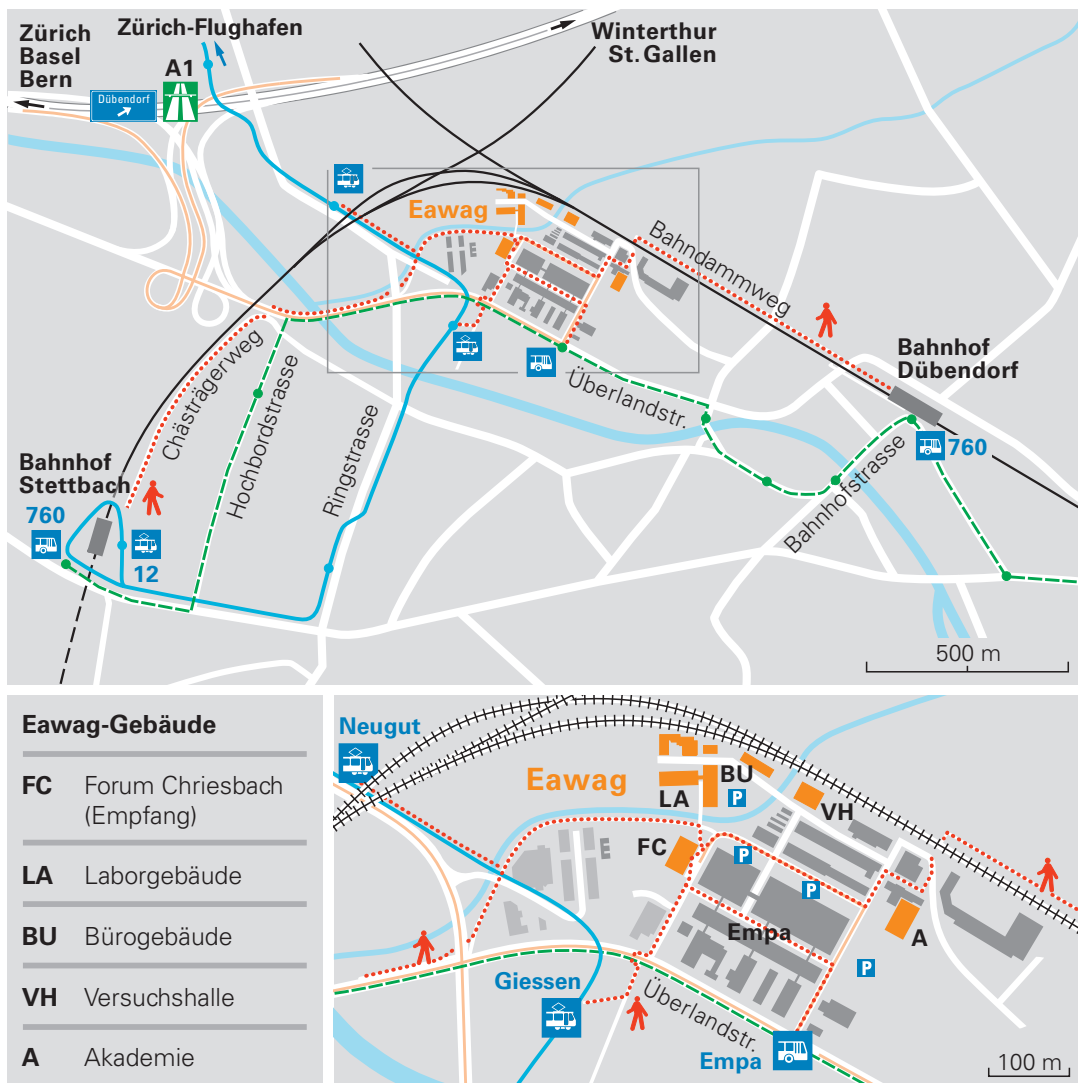 Zürich
Basel
Bern
Zürich-Flughafen
A1
Dübendorf
Winterthur
St. Gallen
Eawag
Bahndammweg
Bahnhof
Dübendorf
760
Überlandstr.
Bahnhofstrasse
Chästrägerweg
Hochbordstrasse
Ringstrasse
Bahnhof
Stettbach
760
12
500 m
Eawag-Gebäude
FC Forum Chriesbach
(Empfang)
LA Laborgebäude
BU Bürogebäude
VH Versuchshalle
A Akademie
Neugut
Eawag
BU
LA
P
VH
FC
P
P
Empa
A
P
Giessen
Überlandstr.
Empa
100 m